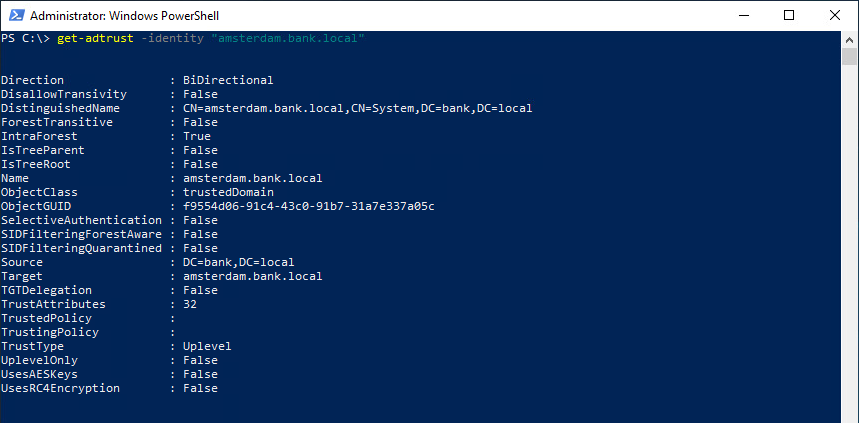 Administrator: Windows PowerShell
PS C:\> get-adtrust -identity "amsterdam.bank.local"
Direction : BiDirectional
DisallowTransivity : False
DistinguishedName : CN=amsterdam.bank.local,CN=System,DC=bank,DC=local
ForestTransitive : False
IntraForest : True
IsTreeParent : False
IsTreeRoot : False
Name : amsterdam.bank.local
ObjectClass : trustedDomain
ObjectGUID : f9554d06-91c4-43c0-91b7-31a7e337a05c
SelectiveAuthentication : False
SIDFilteringForestAware : False
SIDFilteringQuarantined : False
Source : DC=bank,DC=local
Target : amsterdam.bank.local
TGTDelegation : False
TrustAttributes : 32
TrustedPolicy :
TrustingPolicy :
TrustType : Uplevel
UplevelOnly : False
UsesAESKeys : False
UsesRC4Encryption : False